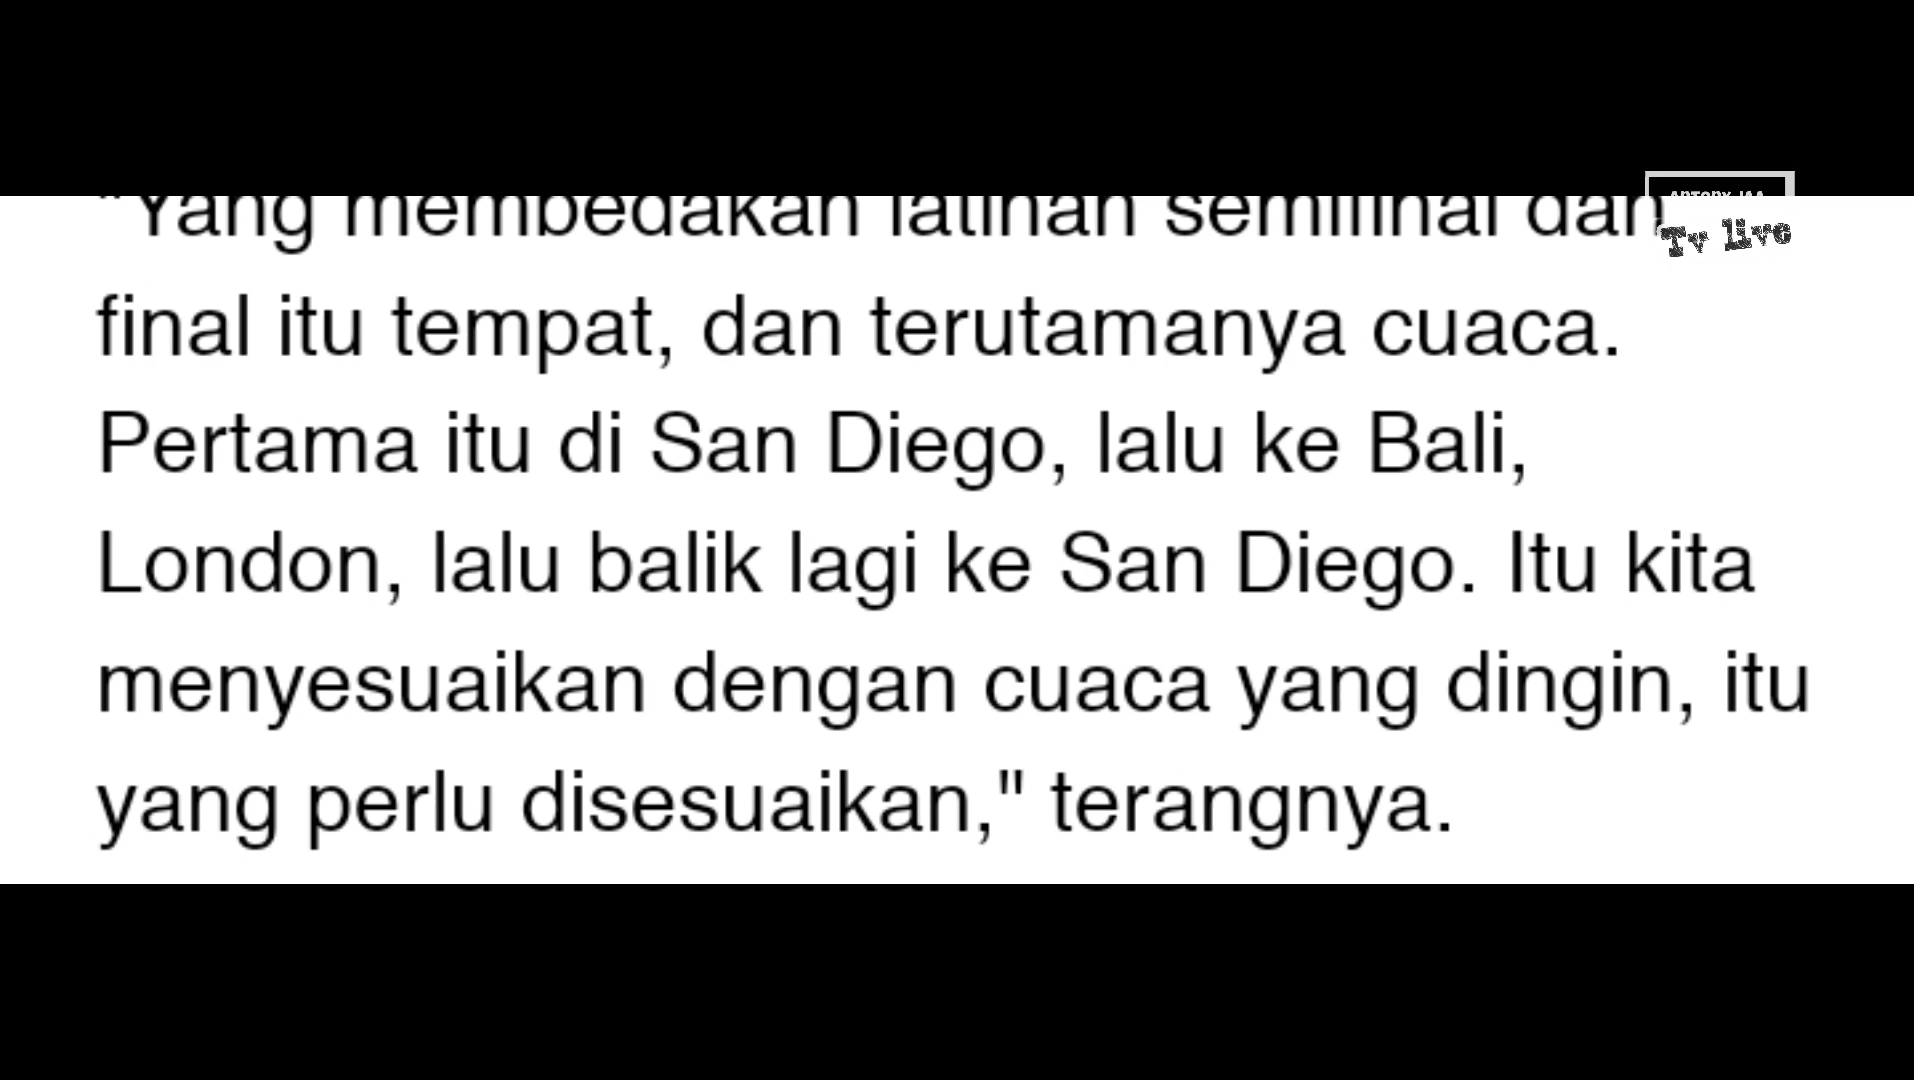 "Yang membedakan latihan semifinal dan
Tv live
final itu tempat, dan terutamanya cuaca.
Pertama itu di San Diego, lalu ke Bali,
London, lalu balik lagi ke San Diego. Itu kita
menyesuaikan dengan cuaca yang dingin, itu
yang perlu disesuaikan," terangnya.